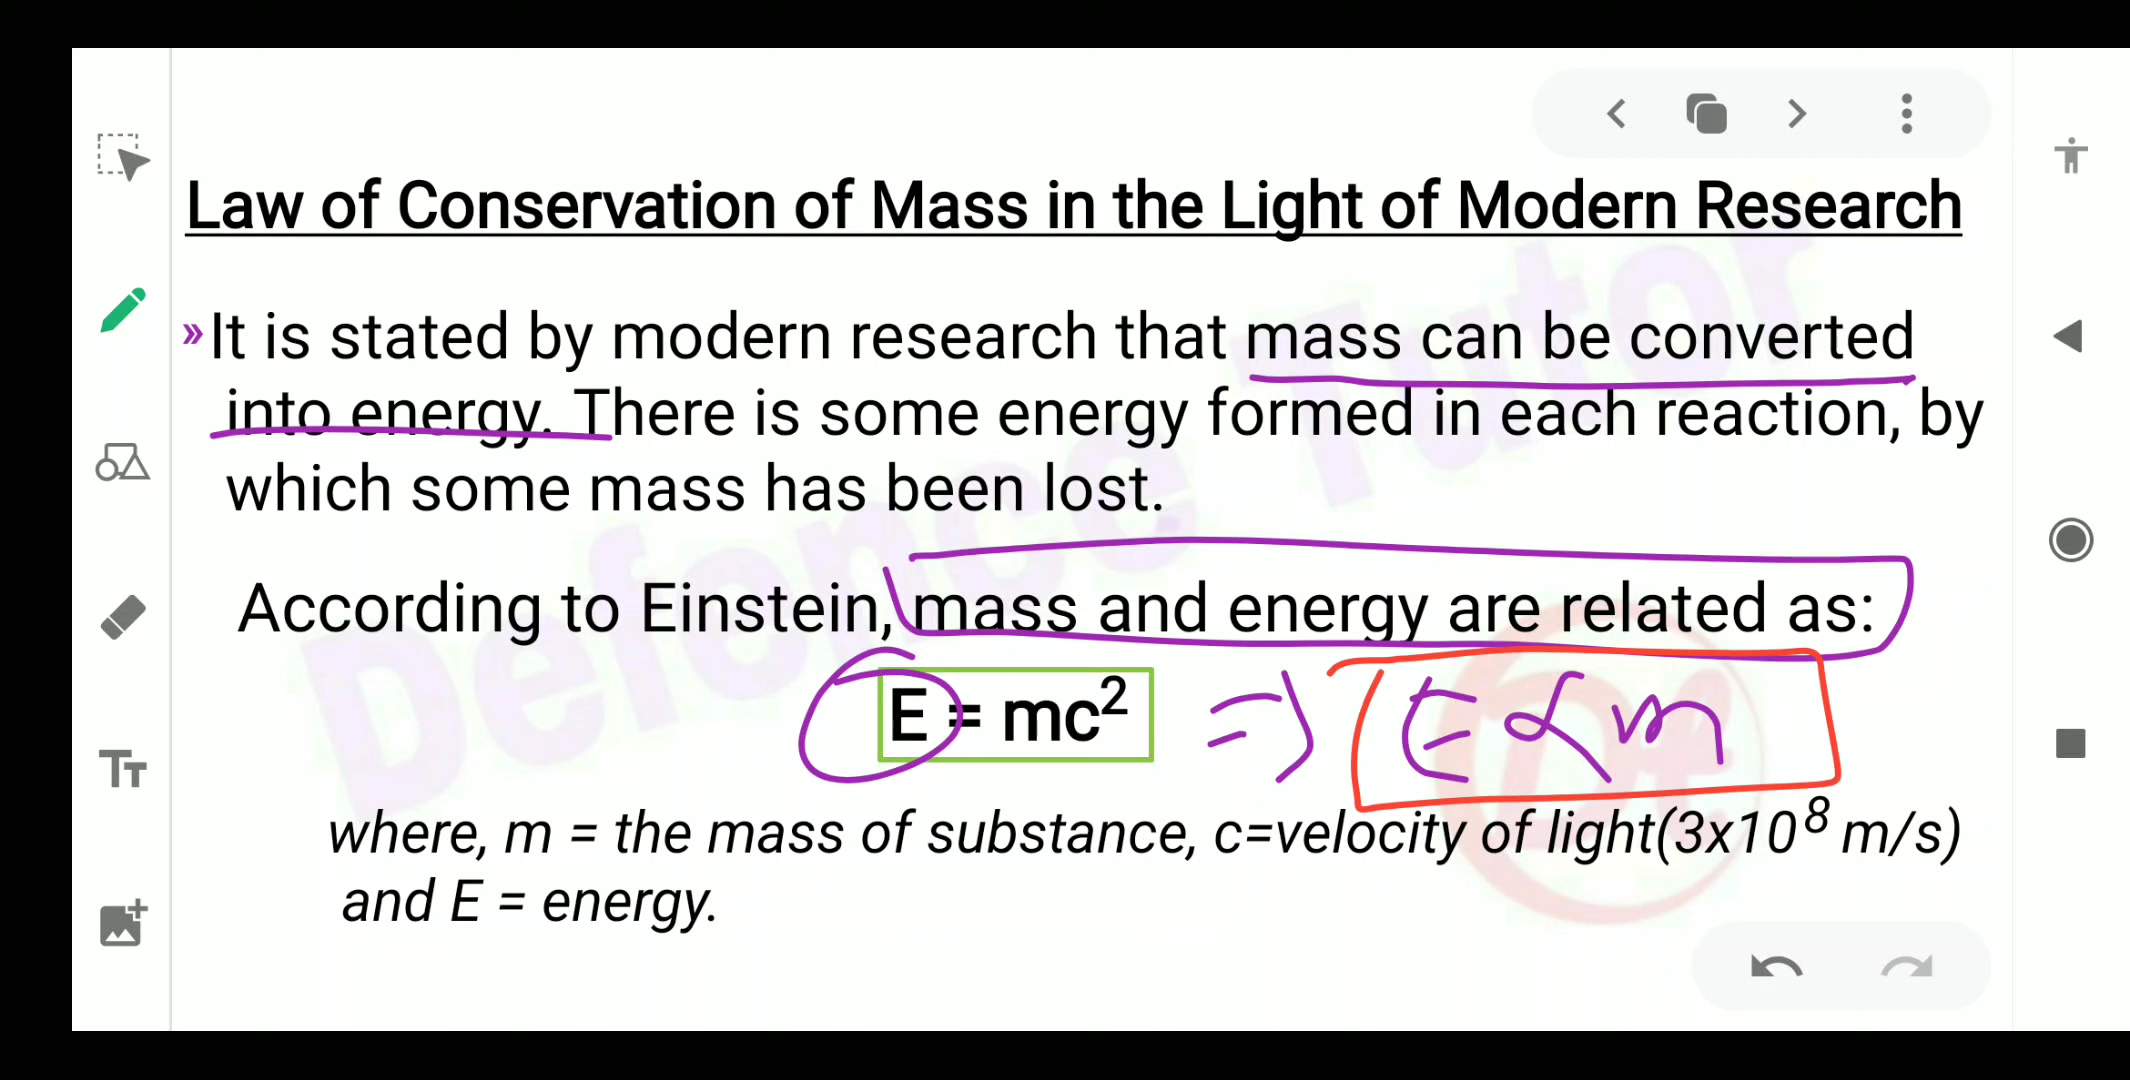 Law of Conservation of Mass in the Light of Modern Research
»It is stated by modern research that mass can be converted
into energy. There is some energy formed in each reaction, by
which some mass has been lost.
According to Einstein, mass and energy are related as:
E = mc² => E ∝ m
where, m = the mass of substance, c=velocity of light(3x10⁸ m/s)
and E = energy.
Defence Tutor
Tt